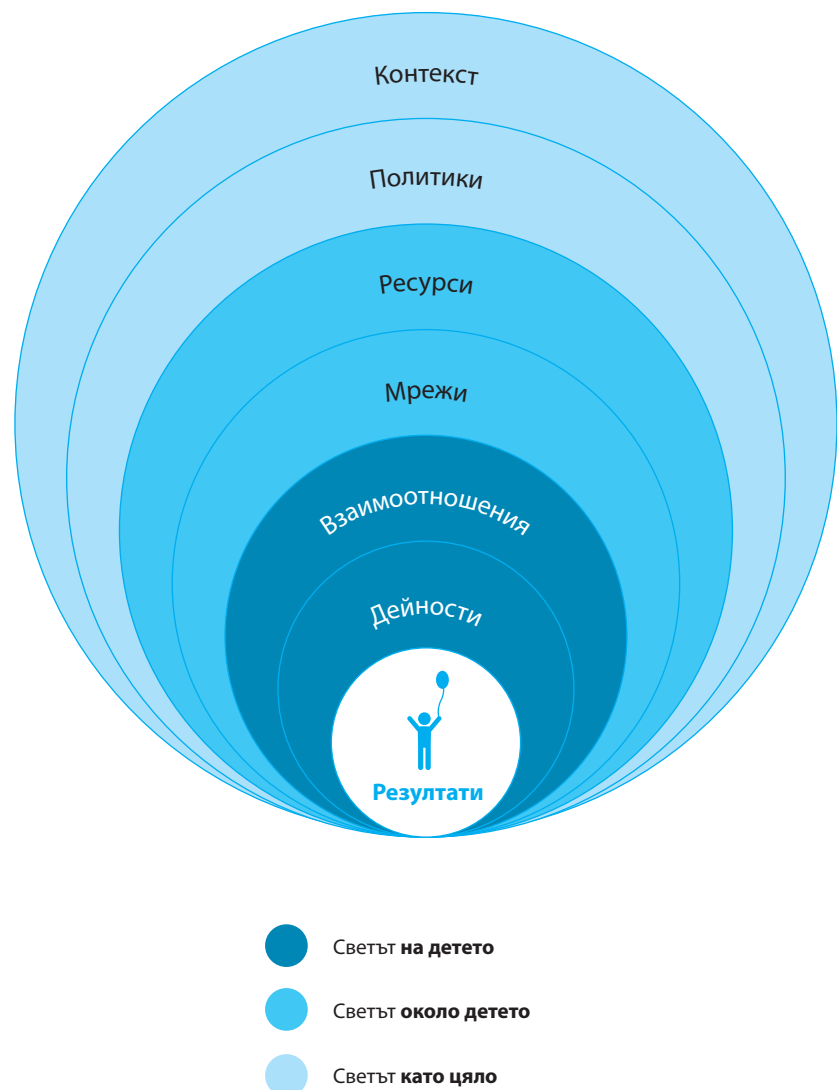 Контекст
Политики
Ресурси
Мрежи
Взаимоотношения
Дейности
Резултати
Светът на детето
Светът около детето
Светът като цяло